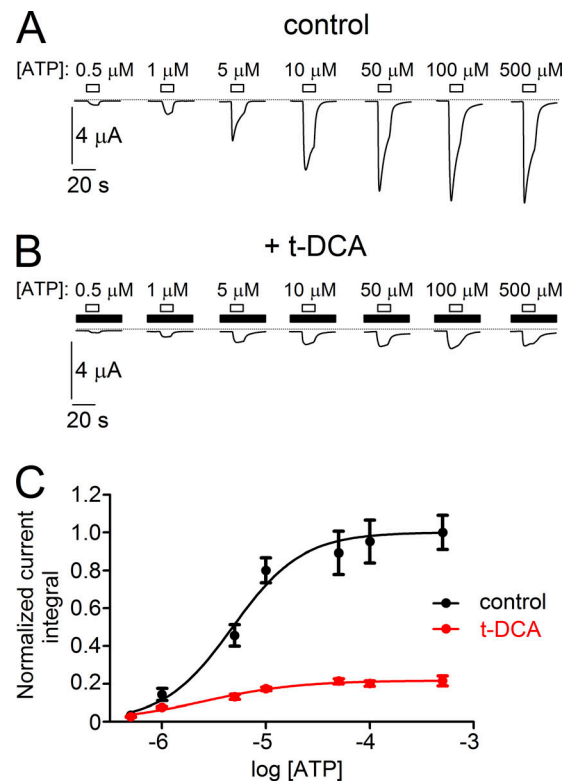 A
control
[ATP]: 0.5 μM 1 μM 5 μM 10 μM 50 μM 100 μM 500 μM
4 μA
20 s
B
+ t-DCA
[ATP]: 0.5 μM 1 μM 5 μM 10 μM 50 μM 100 μM 500 μM
4 μA
20 s
C
Normalized current
integral
1.2
1.0
0.8
0.6
0.4
0.2
0
-6 -5 -4 -3
log [ATP]
control
t-DCA